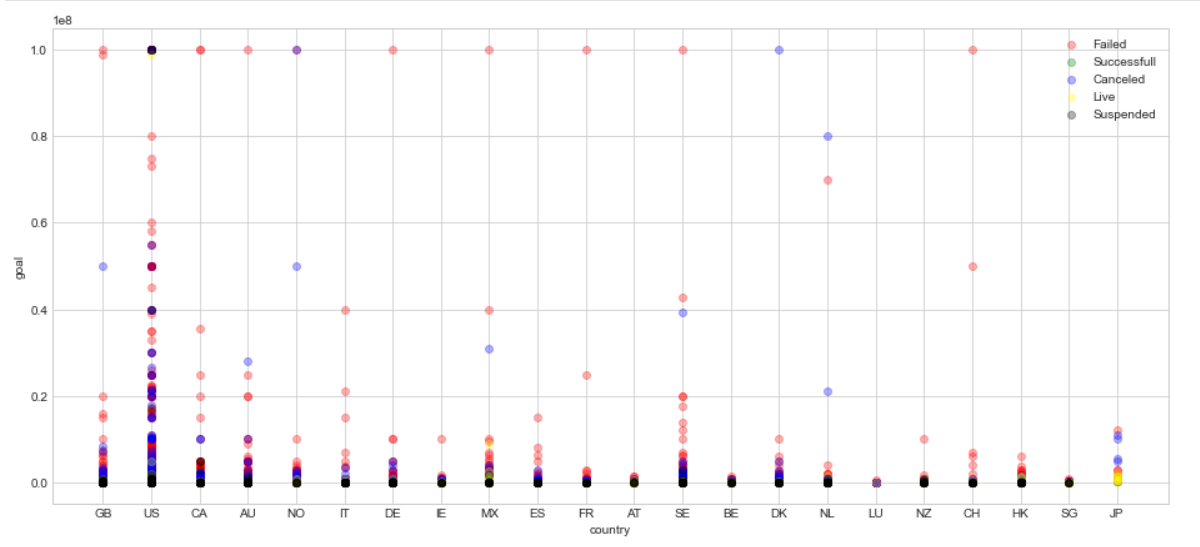 1e8
1.0
0.8
0.6
0.4
0.2
0.0
goal
Failed
Successfull
Canceled
Live
Suspended
GB US CA AU NO IT DE IE MX ES FR AT SE BE DK NL LU NZ CH HK SG JP
country